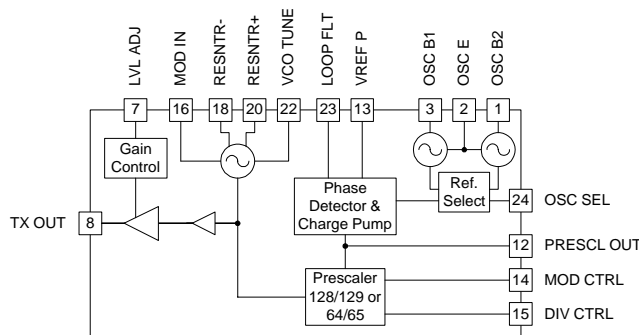 LVL ADJ
MOD IN
RESNTR-
RESNTR+
VCO TUNE
LOOP FLT
VREF P
OSC B1
OSC E
OSC B2
7
16
18
20
22
23
13
3
2
1
Gain
Control
Phase
Detector &
Charge Pump
Ref.
Select
24
OSC SEL
TX OUT
8
12
PRESCL OUT
Prescaler
128/129 or
64/65
14
MOD CTRL
15
DIV CTRL